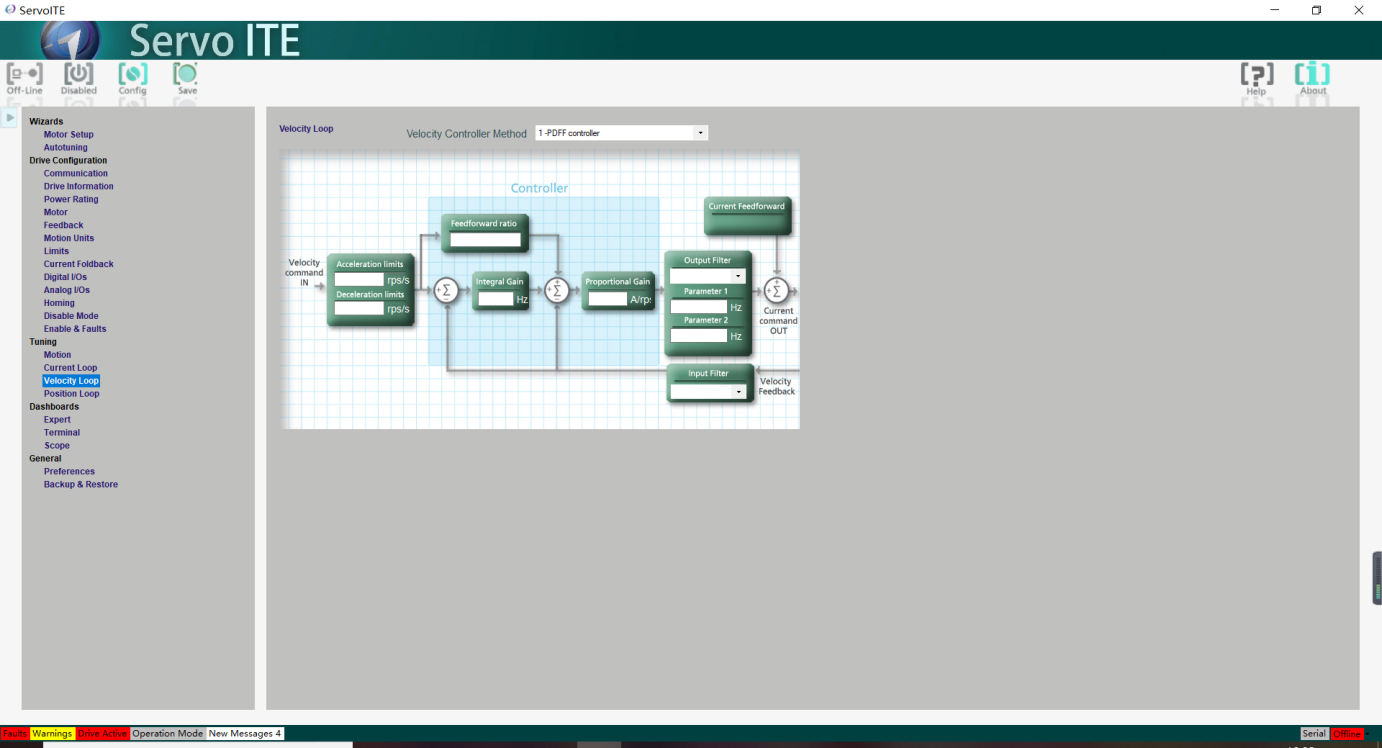 ServoITE
Servo ITE
Off-Line Disabled Config Save Help About
Wizards
Motor Setup
Autotuning
Drive Configuration
Communication
Drive Information
Power Rating
Motor
Feedback
Motion Units
Limits
Current Foldback
Digital I/Os
Analog I/Os
Homing
Disable Mode
Enable & Faults
Tuning
Motion
Current Loop
Velocity Loop
Position Loop
Dashboards
Expert
Terminal
Scope
General
Preferences
Backup & Restore
Velocity Loop
Velocity Controller Method 1 -PDFF controller
Controller
Velocity
command
IN
Acceleration limits
rps/s
Deceleration limits
rps/s
Feedforward ratio
Integral Gain
Hz
Proportional Gain
A/rp
Current Feedforward
Output Filter
Parameter 1
Hz
Parameter 2
Hz
Current
command
OUT
Input Filter
Velocity
Feedback
Faults Warnings Drive Active Operation Mode New Messages 4 Serial Offline